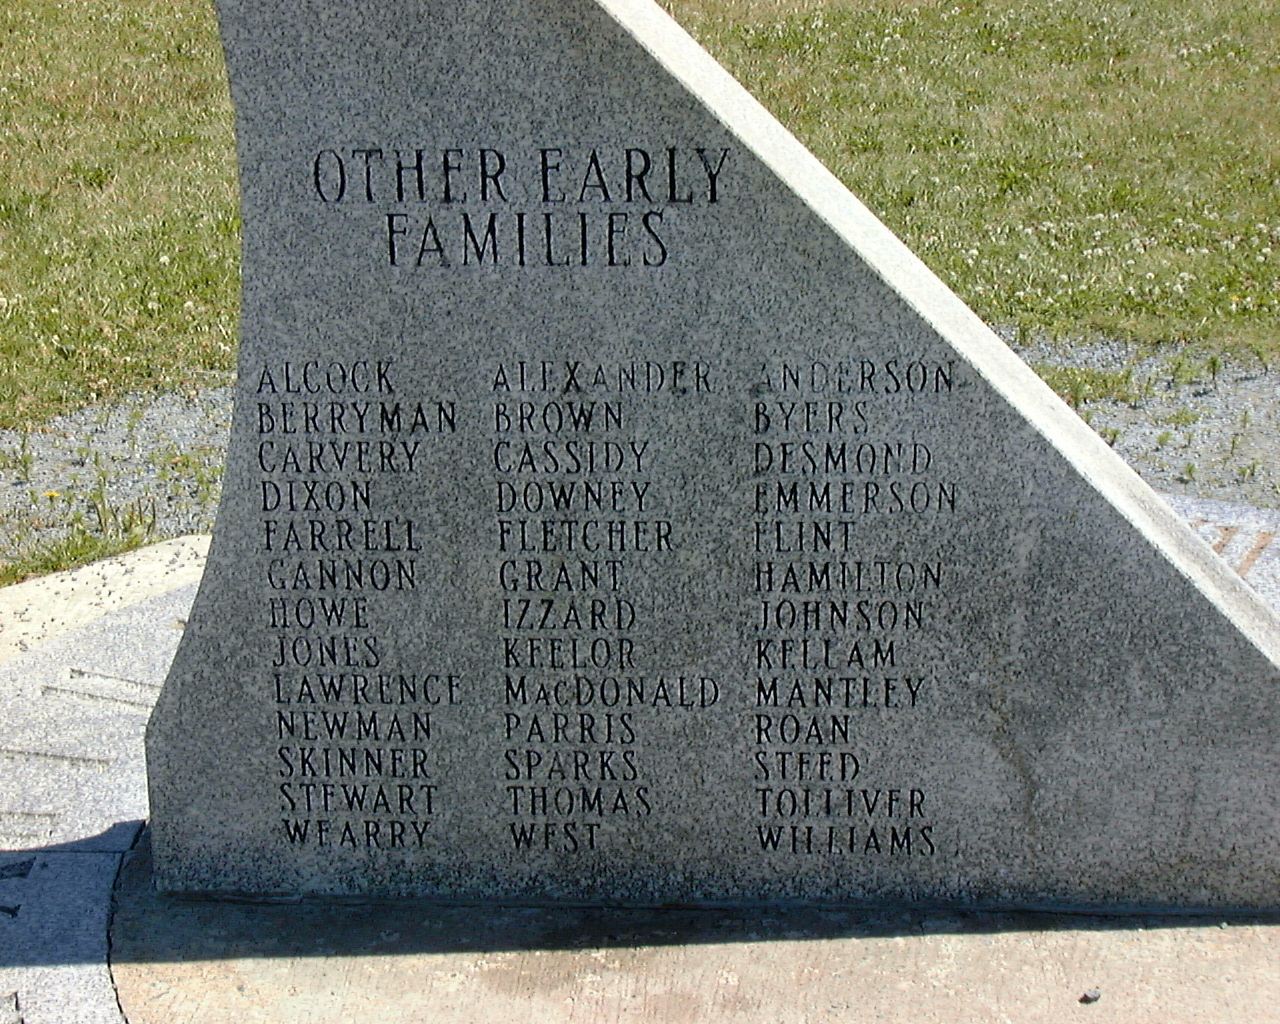 OTHER EARLY
FAMILIES
ALCOCK ALEXANDER ANDERSON
BERRYMAN BROWN BYERS
CARVERY CASSIDY DESMOND
DIXON DOWNEY EMMERSON
FARRELL FLETCHER FLINT
GANNON GRANT HAMILTON
HOWE IZZARD JOHNSON
JONES KEELOR KELLAM
LAWRENCE MacDONALD MANTLEY
NEWMAN PARRIS ROAN
SKINNER SPARKS STEED
STEWART THOMAS TOLLIVER
WEARRY WEST WILLIAMS